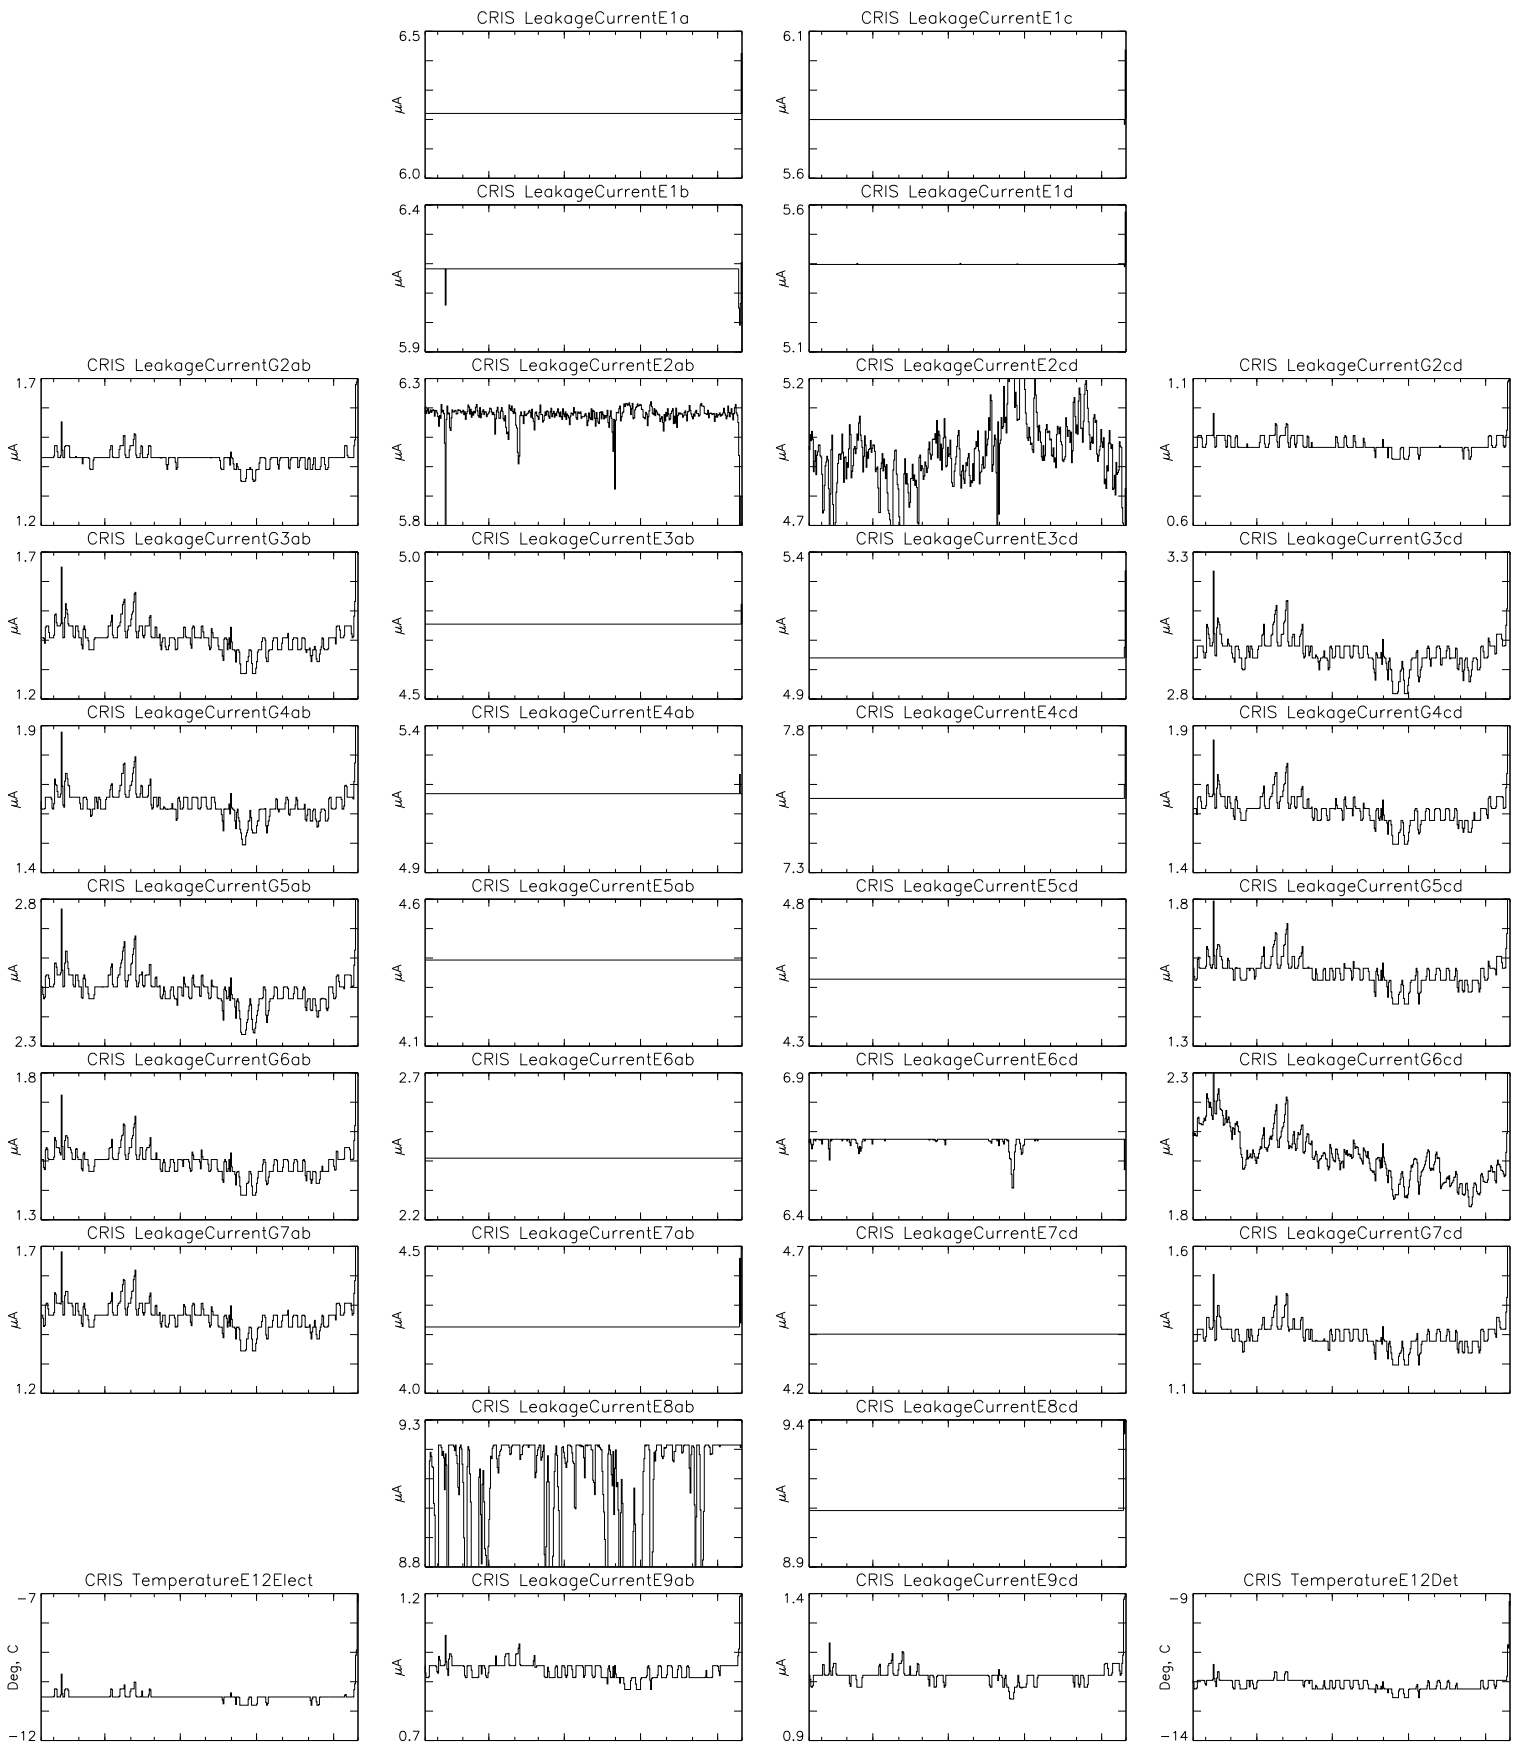 CRIS LeakageCurrentE1a CRIS LeakageCurrentE1c
6.5 6.1
µA µA
6.0 5.6
CRIS LeakageCurrentE1b CRIS LeakageCurrentE1d
6.4 5.6
µA µA
5.9 5.1
CRIS LeakageCurrentG2ab CRIS LeakageCurrentE2ab CRIS LeakageCurrentE2cd CRIS LeakageCurrentG2cd
1.7 6.3 5.2 1.1
µA µA µA µA
1.2 5.8 4.7 0.6
CRIS LeakageCurrentG3ab CRIS LeakageCurrentE3ab CRIS LeakageCurrentE3cd CRIS LeakageCurrentG3cd
1.7 5.0 5.4 3.3
µA µA µA µA
1.2 4.5 4.9 2.8
CRIS LeakageCurrentG4ab CRIS LeakageCurrentE4ab CRIS LeakageCurrentE4cd CRIS LeakageCurrentG4cd
1.9 5.4 7.8 1.9
µA µA µA µA
1.4 4.9 7.3 1.4
CRIS LeakageCurrentG5ab CRIS LeakageCurrentE5ab CRIS LeakageCurrentE5cd CRIS LeakageCurrentG5cd
2.8 4.6 4.8 1.8
µA µA µA µA
2.3 4.1 4.3 1.3
CRIS LeakageCurrentG6ab CRIS LeakageCurrentE6ab CRIS LeakageCurrentE6cd CRIS LeakageCurrentG6cd
1.8 2.7 6.9 2.3
µA µA µA µA
1.3 2.2 6.4 1.8
CRIS LeakageCurrentG7ab CRIS LeakageCurrentE7ab CRIS LeakageCurrentE7cd CRIS LeakageCurrentG7cd
1.7 4.5 4.7 1.6
µA µA µA µA
1.2 4.0 4.2 1.1
CRIS LeakageCurrentE8ab CRIS LeakageCurrentE8cd
9.3 9.4
µA µA
8.8 8.9
CRIS TemperatureE12Elect CRIS LeakageCurrentE9ab CRIS LeakageCurrentE9cd CRIS TemperatureE12Det
-7 1.2 1.4 -9
Deg, C µA µA Deg, C
-12 0.7 0.9 -14